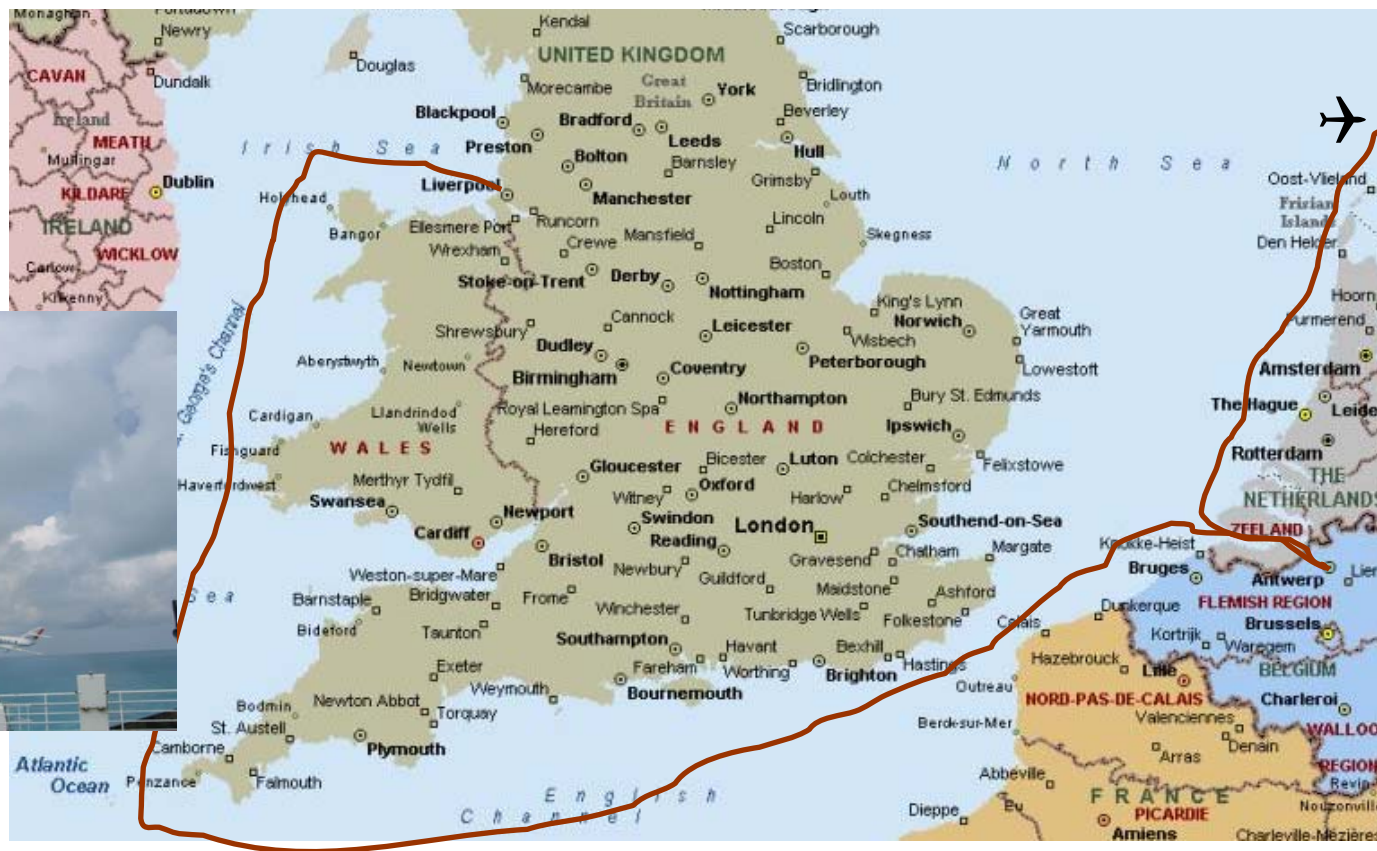 Monaghan
Newry
Dundalk
CAVAN
Ireland
MEATH
Mullingar
KILDARE
Dublin
IRELAND
WICKLOW
Carlow
Kilkenny
Douglas
Irish Sea
Kendal
UNITED KINGDOM
Great
Britain
Scarborough
Morecambe
York
Bridlington
Blackpool
Bradford
Leeds
Beverley
Preston
Bolton
Barnsley
Hull
Liverpool
Manchester
Grimsby
Louth
Holyhead
Bangor
Ellesmere Port
Runcorn
Lincoln
Wrexham
Crewe
Mansfield
Skegness
Stoke-on-Trent
Derby
Nottingham
Boston
King's Lynn
Norwich
Great
Yarmouth
Shrewsbury
Cannock
Leicester
Wisbech
Lowestoft
Dudley
Peterborough
Aberystwyth
Newtown
Birmingham
Coventry
George's Channel
Cardigan
Llandrindod
Wells
Royal Leamington Spa
Northampton
Bury St. Edmunds
Fishguard
WALES
Hereford
ENGLAND
Ipswich
Haverfordwest
Merthyr Tydfil
Gloucester
Bicester
Luton
Colchester
Felixstowe
Swansea
Witney
Oxford
Harlow
Chelmsford
Newport
Swindon
London
Southend-on-Sea
Cardiff
Bristol
Reading
Gravesend
Chatham
Margate
Weston-super-Mare
Newbury
Guildford
Maidstone
Ashford
Sea
Barnstaple
Bridgwater
Frome
Winchester
Tunbridge Wells
Folkestone
Bideford
Taunton
Southampton
Havant
Bexhill
Hastings
Exeter
Fareham
Worthing
Brighton
Newton Abbot
Weymouth
Bournemouth
Bodmin
Torquay
St. Austell
Plymouth
Camborne
Penzance
Falmouth
Atlantic
Ocean
English
Channel
North Sea
Oost-Vlieland
Frisian
Islands
Den Helder
Hoorn
Purmerend
Amsterdam
The Hague
Rotterdam
THE
NETHERLANDS
ZEELAND
Knokke-Heist
Bruges
Antwerp
Lier
FLEMISH REGION
Dunkerque
Brussels
Calais
Kortrijk
Waregem
Hazebrouck
Lille
BELGIUM
Outreau
NORD-PAS-DE-CALAIS
Charleroi
Berck-sur-Mer
Valenciennes
Denain
Arras
REGION
Abbéville
Revin
FRANCE
Nouzonville
Dieppe
Eu
PICARDIE
Amiens
Charleville-Mézières